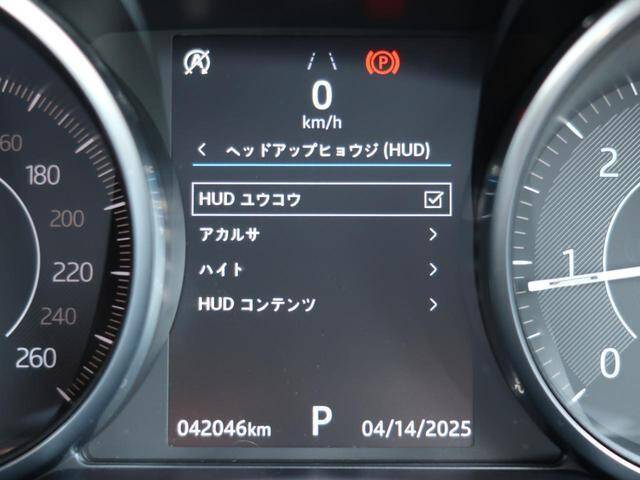 0
km/h
< ヘッドアップヒョウジ (HUD)
HUD ユウコウ
アカルサ >
ハイト >
HUD コンテンツ >
042046km P 04/14/2025
160
180
200
220
240
260
2
1
0
A
P